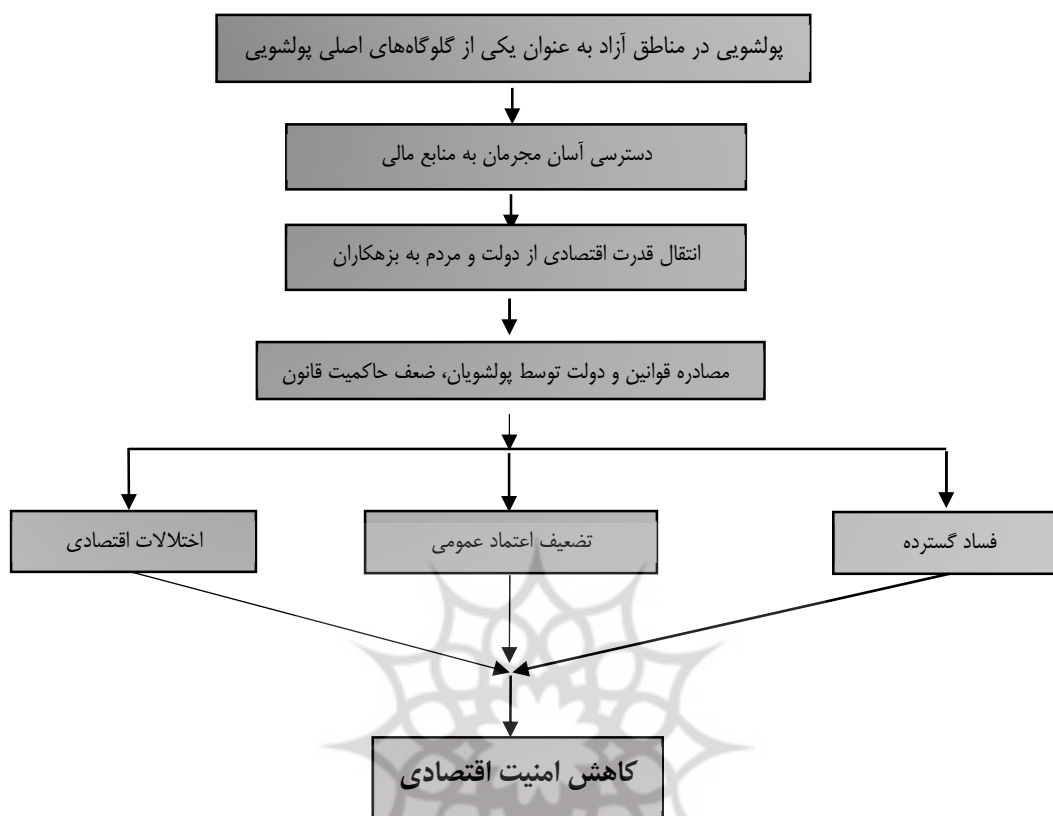 پولشویی در مناطق آزاد به عنوان یکی از گلوگاه‌های اصلی پولشویی
دسترسی آسان مجرمان به منابع مالی
انتقال قدرت اقتصادی از دولت و مردم به بزهکاران
مصادره قوانین و دولت توسط پولشویان، ضعف حاکمیت قانون
فساد گسترده
تضعیف اعتماد عمومی
اختلالات اقتصادی
کاهش امنیت اقتصادی